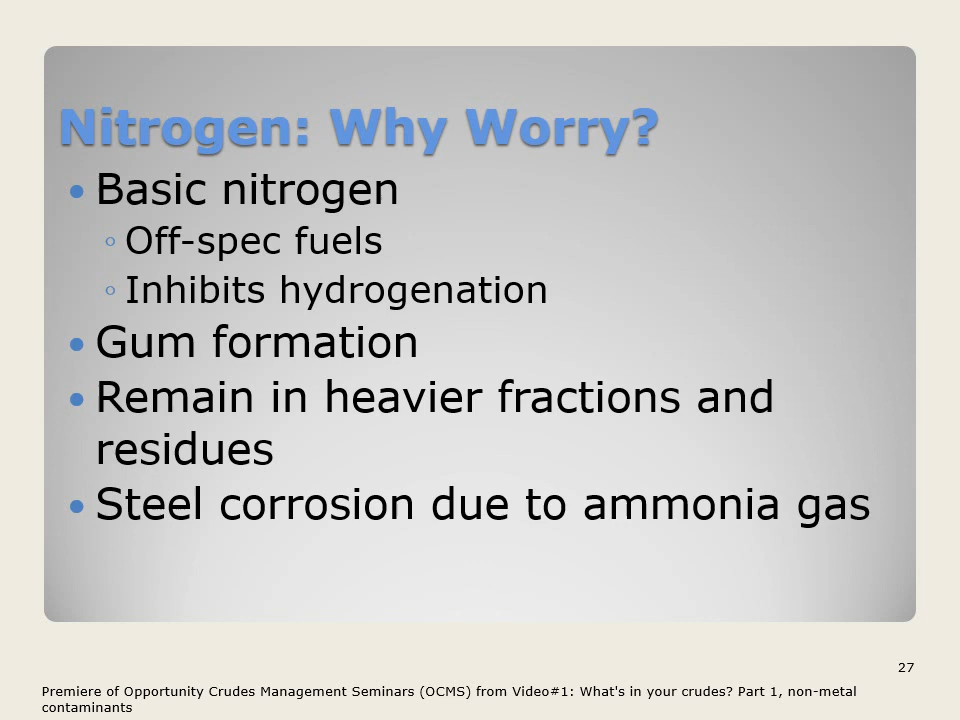 Nitrogen: Why Worry?
• Basic nitrogen
◦ Off-spec fuels
◦ Inhibits hydrogenation
• Gum formation
• Remain in heavier fractions and
residues
• Steel corrosion due to ammonia gas
27
Premiere of Opportunity Crudes Management Seminars (OCMS) from Video#1: What's in your crudes? Part 1, non-metal
contaminants